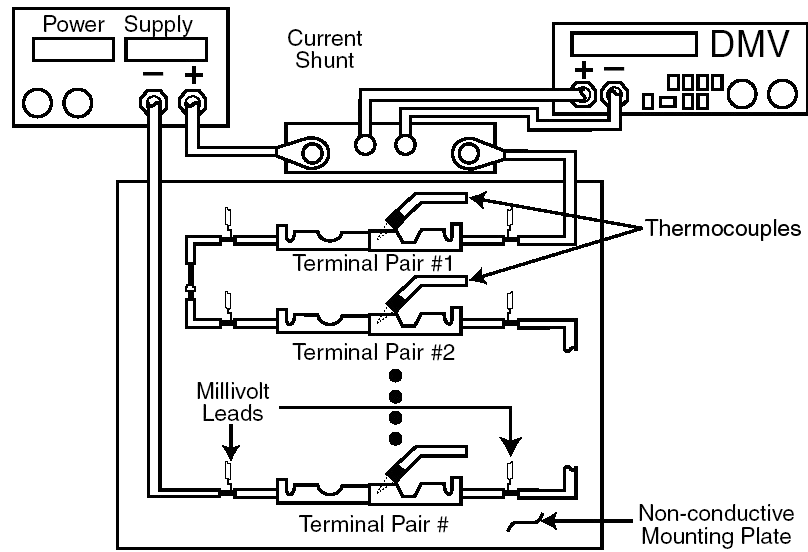 Power Supply
− +
Current
Shunt
DMV
+ −
Thermocouples
Terminal Pair #1
Terminal Pair #2
Millivolt
Leads
Terminal Pair #
Non-conductive
Mounting Plate